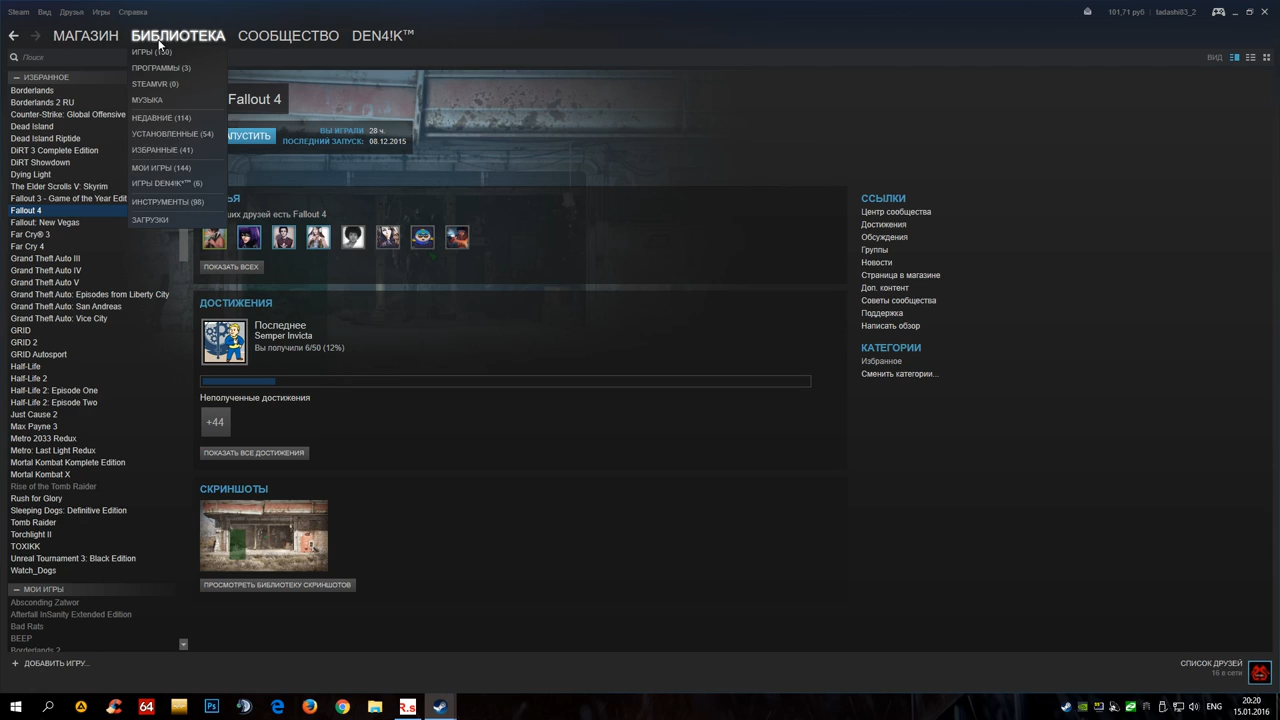 Steam Вид Друзья Игры Справка
101,71 руб tadashi83_2
МАГАЗИН БИБЛИОТЕКА СООБЩЕСТВО DEN4!K™
Поиск
ВИД
ИГРЫ (150)
ПРОГРАММЫ (3)
STEAMVR (0)
МУЗЫКА
НЕДАВНИЕ (114)
УСТАНОВЛЕННЫЕ (54)
ИЗБРАННЫЕ (41)
МОИ ИГРЫ (144)
ИГРЫ DEN4!K*™ (6)
ИНСТРУМЕНТЫ (98)
ЗАГРУЗКИ
ИЗБРАННОЕ
Borderlands
Borderlands 2 RU
Counter-Strike: Global Offensive
Dead Island
Dead Island Riptide
DiRT 3 Complete Edition
DiRT Showdown
Dying Light
The Elder Scrolls V: Skyrim
Fallout 3 - Game of the Year Edit
Fallout 4
Fallout: New Vegas
Far Cry® 3
Far Cry 4
Grand Theft Auto III
Grand Theft Auto IV
Grand Theft Auto V
Grand Theft Auto: Episodes from Liberty City
Grand Theft Auto: San Andreas
Grand Theft Auto: Vice City
GRID
GRID 2
GRID Autosport
Half-Life
Half-Life 2
Half-Life 2: Episode One
Half-Life 2: Episode Two
Just Cause 2
Max Payne 3
Metro 2033 Redux
Metro: Last Light Redux
Mortal Kombat Komplete Edition
Mortal Kombat X
Rise of the Tomb Raider
Rush for Glory
Sleeping Dogs: Definitive Edition
Tomb Raider
Torchlight II
TOXIKK
Unreal Tournament 3: Black Edition
Watch_Dogs
МОИ ИГРЫ
Absconding Zatwor
Afterfall InSanity Extended Edition
Bad Rats
BEEP
Borderlands 2
Fallout 4
АПУСТИТЬ
ВЫ ИГРАЛИ 28 ч.
ПОСЛЕДНИЙ ЗАПУСК: 08.12.2015
ЬЯ
ших друзей есть Fallout 4
ПОКАЗАТЬ ВСЕХ
ДОСТИЖЕНИЯ
Последнее
Semper Invicta
Вы получили 6/50 (12%)
Неполученные достижения
+44
ПОКАЗАТЬ ВСЕ ДОСТИЖЕНИЯ
СКРИНШОТЫ
ПРОСМОТРЕТЬ БИБЛИОТЕКУ СКРИНШОТОВ
ССЫЛКИ
Центр сообщества
Достижения
Обсуждения
Группы
Новости
Страница в магазине
Доп. контент
Советы сообщества
Поддержка
Написать обзор
КАТЕГОРИИ
Избранное
Сменить категории...
ДОБАВИТЬ ИГРУ...
СПИСОК ДРУЗЕЙ
16 в сети
64
Ps
R.s
ENG
20:20
15.01.2016